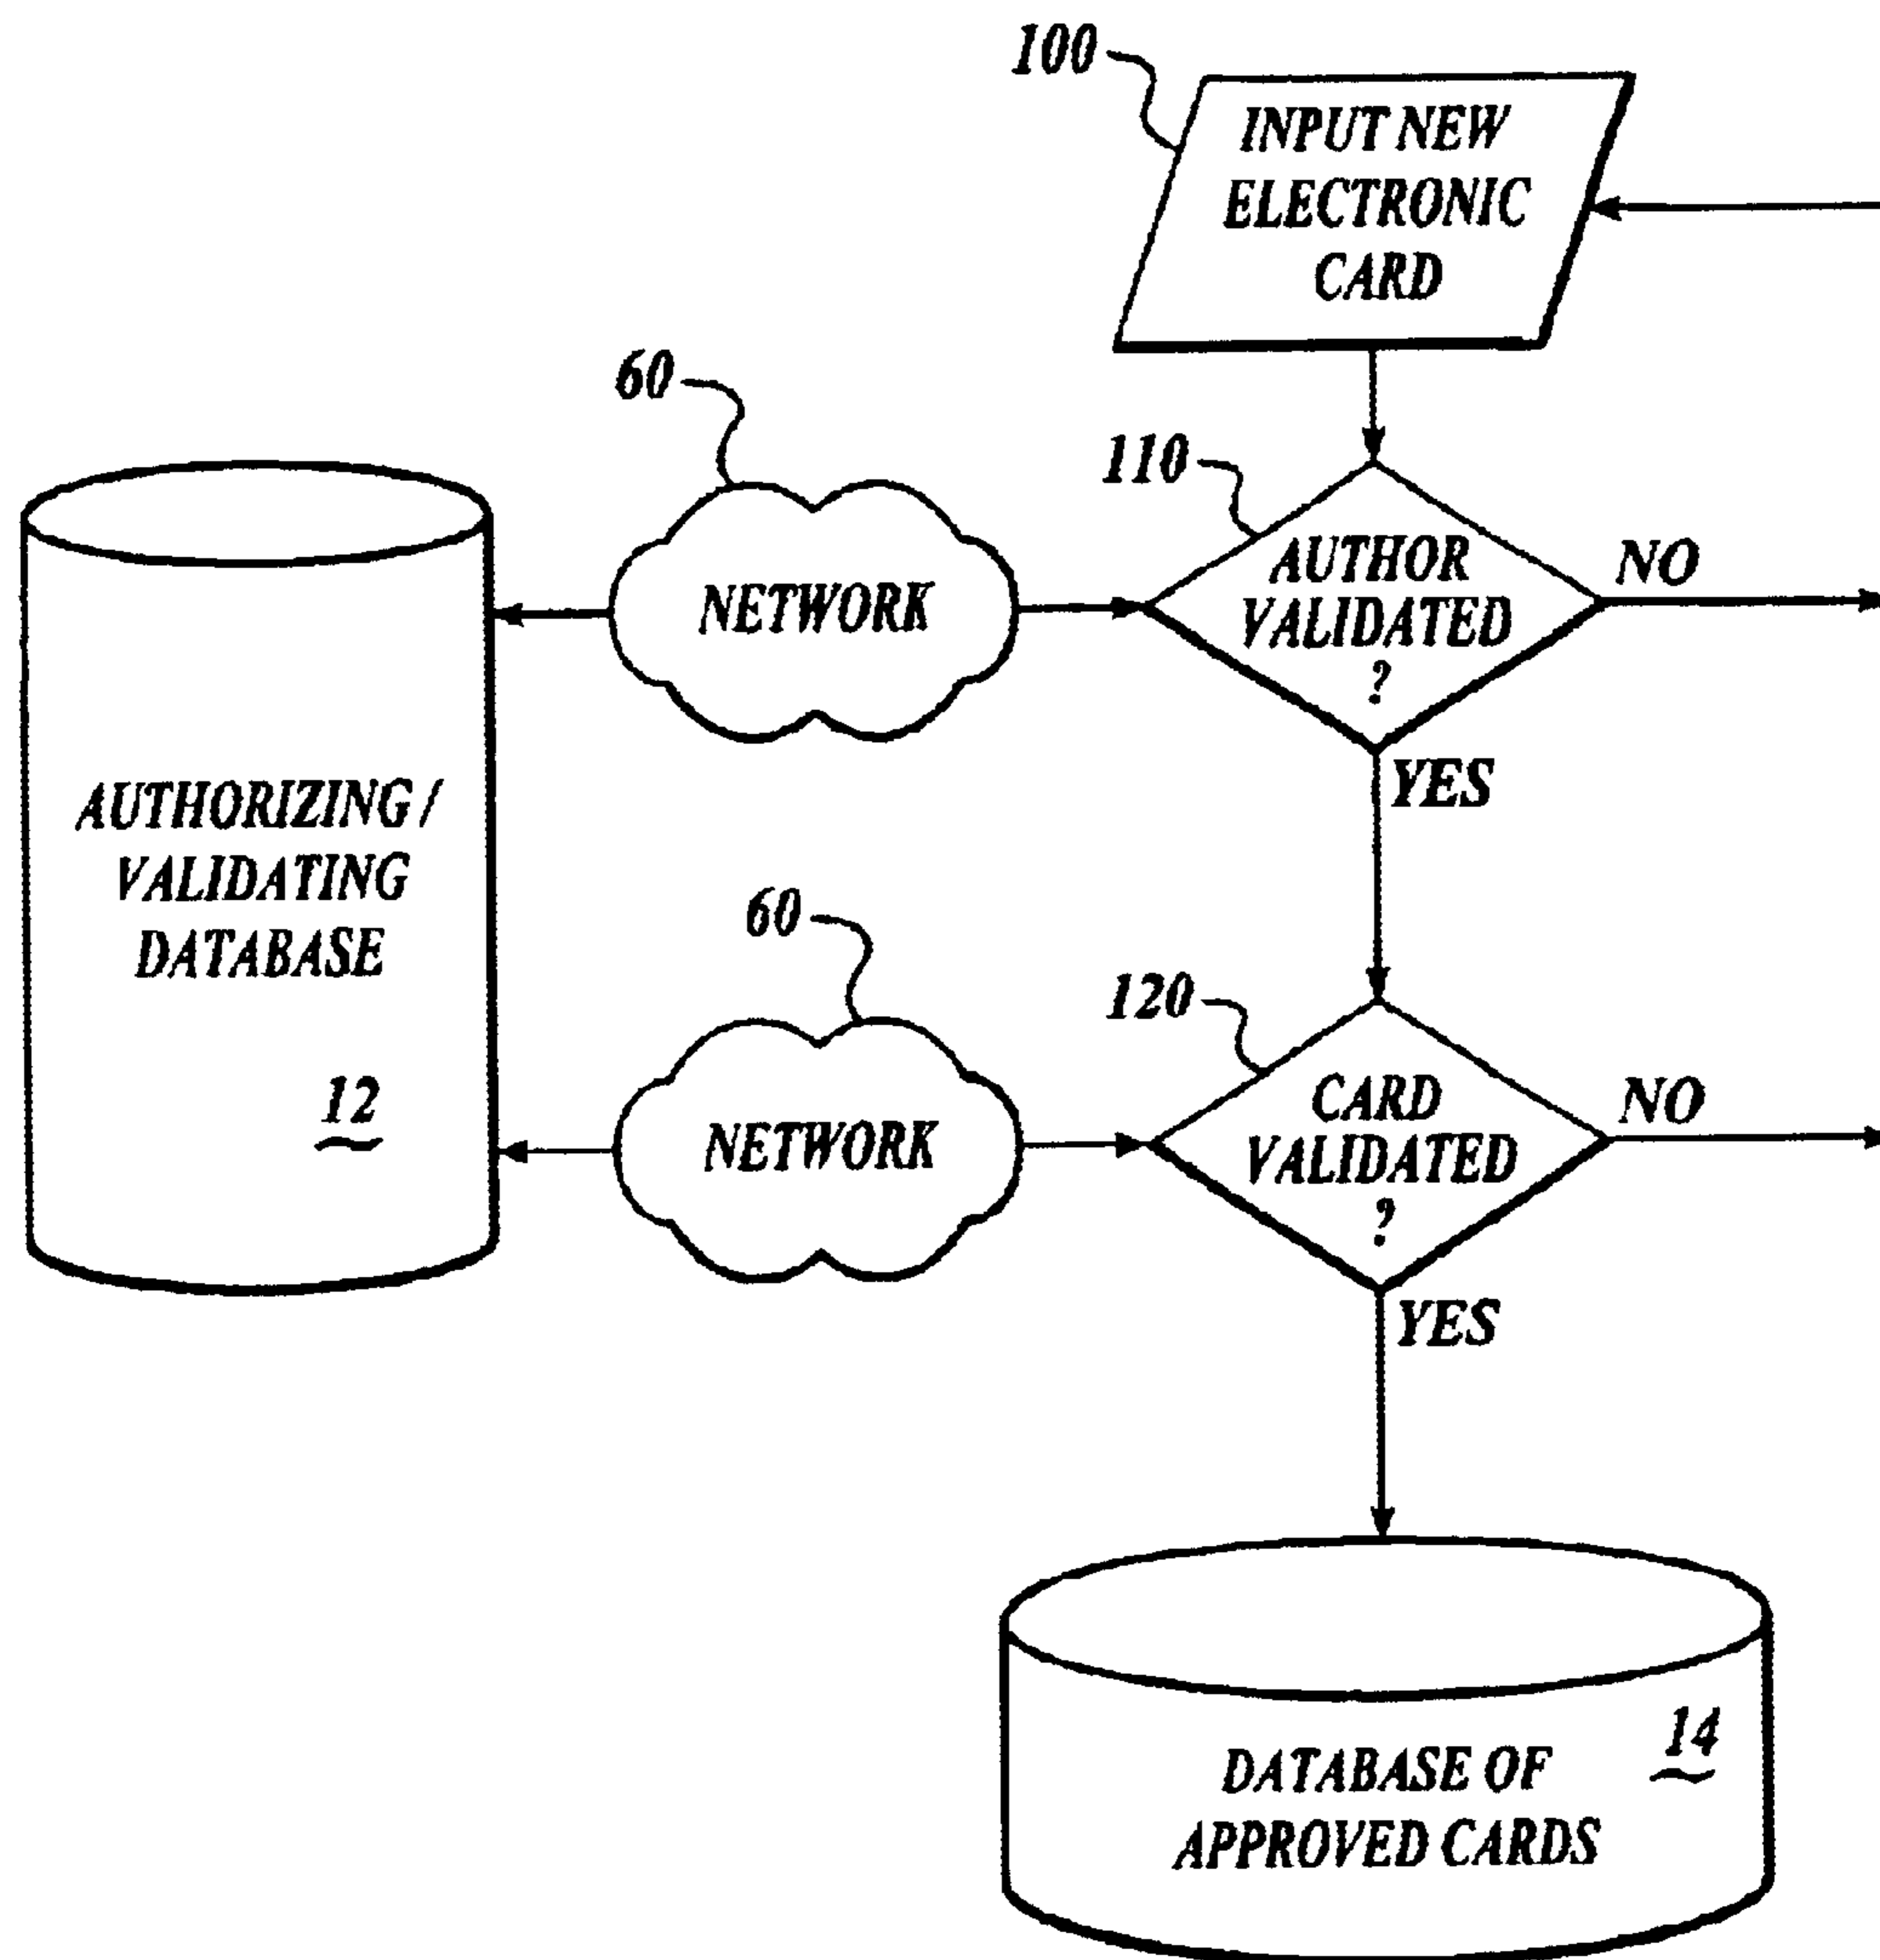 100
INPUT NEW
ELECTRONIC
CARD
60
110
NETWORK
AUTHOR
VALIDATED
?
NO
YES
AUTHORIZING /
VALIDATING
DATABASE
12
60
120
NETWORK
CARD
VALIDATED
?
NO
YES
14
DATABASE OF
APPROVED CARDS